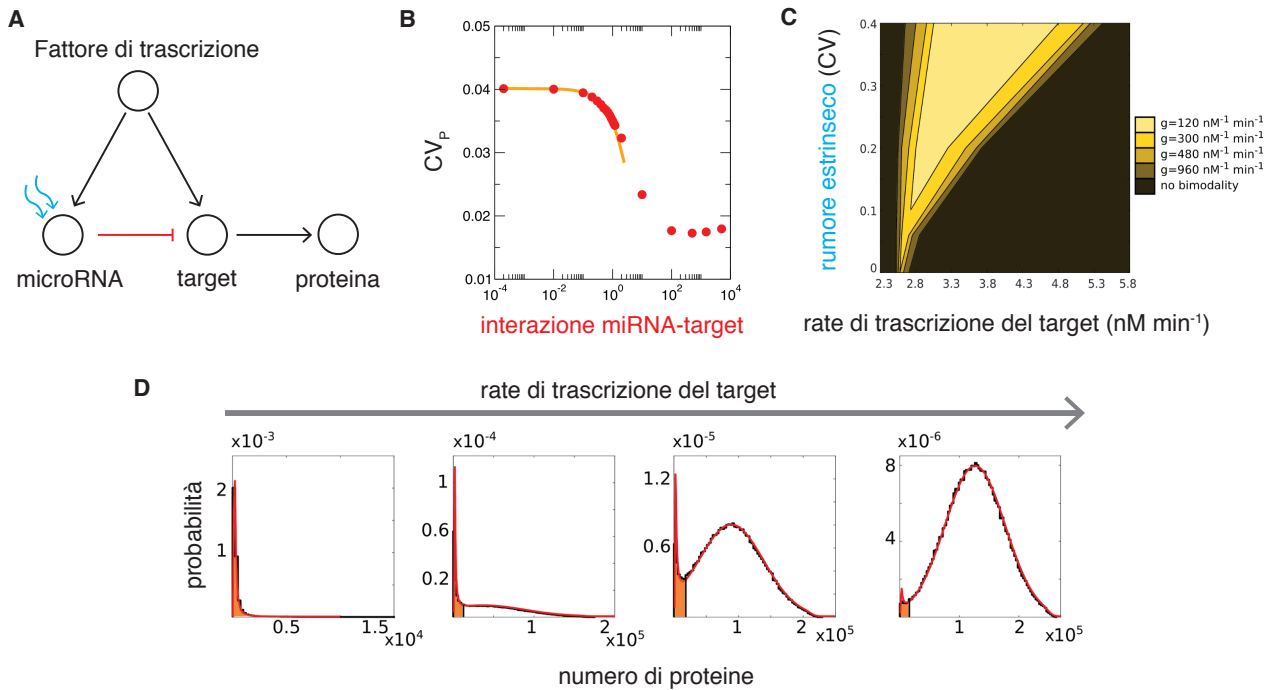 A
Fattore di trascrizione
microRNA
target
proteina
B
0.05
0.04
0.03
0.02
0.01
CV_P
10⁻⁴
10⁻²
10⁰
10²
10⁴
interazione miRNA-target
C
rumore estrinseco (CV)
0.4
0.3
0.2
0.1
0
2.3 2.8 3.3 3.8 4.3 4.8 5.3 5.8
rate di trascrizione del target (nM min⁻¹)
g=120 nM⁻¹ min⁻¹
g=300 nM⁻¹ min⁻¹
g=480 nM⁻¹ min⁻¹
g=960 nM⁻¹ min⁻¹
no bimodality
D
rate di trascrizione del target
probabilità
x10⁻³
2
1
0.5 1.5
x10⁴
x10⁻⁴
1
0.6
0.2
1 2
x10⁵
x10⁻⁵
1.2
0.6
1 2
x10⁵
x10⁻⁶
8
4
1 2
x10⁵
numero di proteine